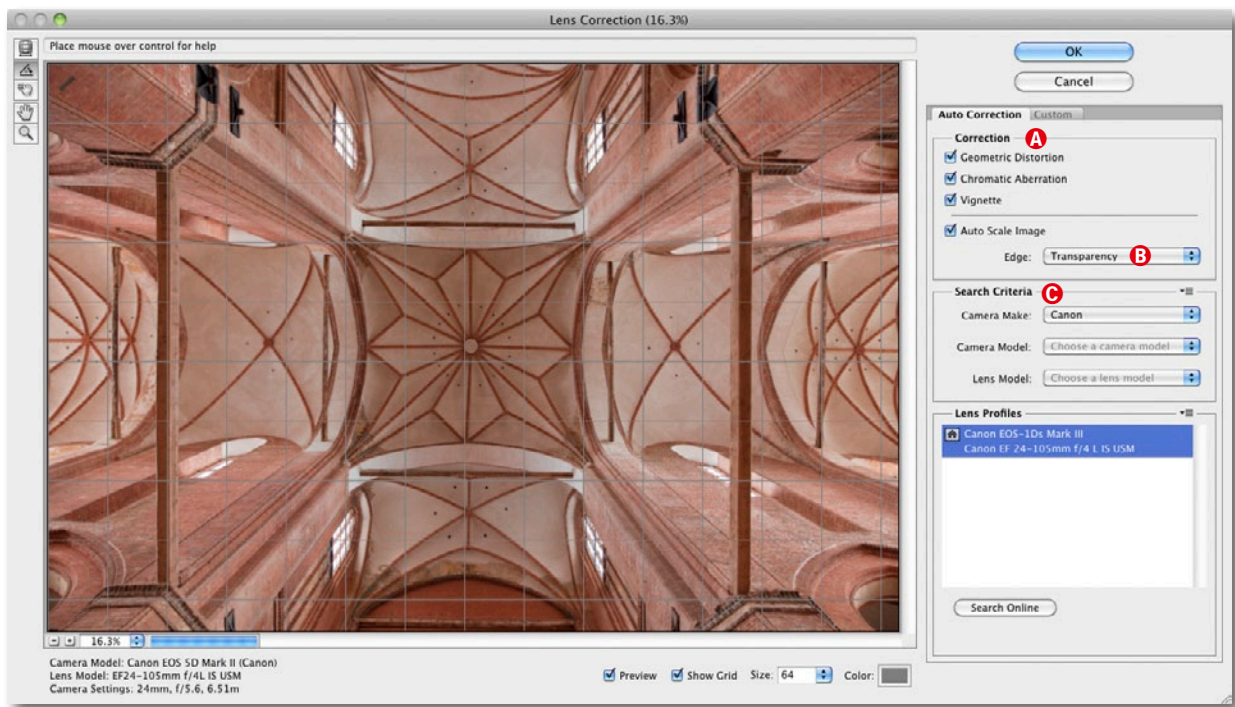 Lens Correction (16.3%)
Place mouse over control for help
OK
Cancel
Auto Correction Custom
Correction A
Geometric Distortion
Chromatic Aberration
Vignette
Auto Scale Image
Edge: Transparency B
Search Criteria C
Camera Make: Canon
Camera Model: Choose a camera model
Lens Model: Choose a lens model
Lens Profiles
Canon EOS-1Ds Mark III
Canon EF 24-105mm f/4 L IS USM
Search Online
16.3%
Camera Model: Canon EOS 5D Mark II (Canon)
Lens Model: EF24-105mm f/4L IS USM
Camera Settings: 24mm, f/5.6, 6.51m
Preview Show Grid Size: 64 Color: